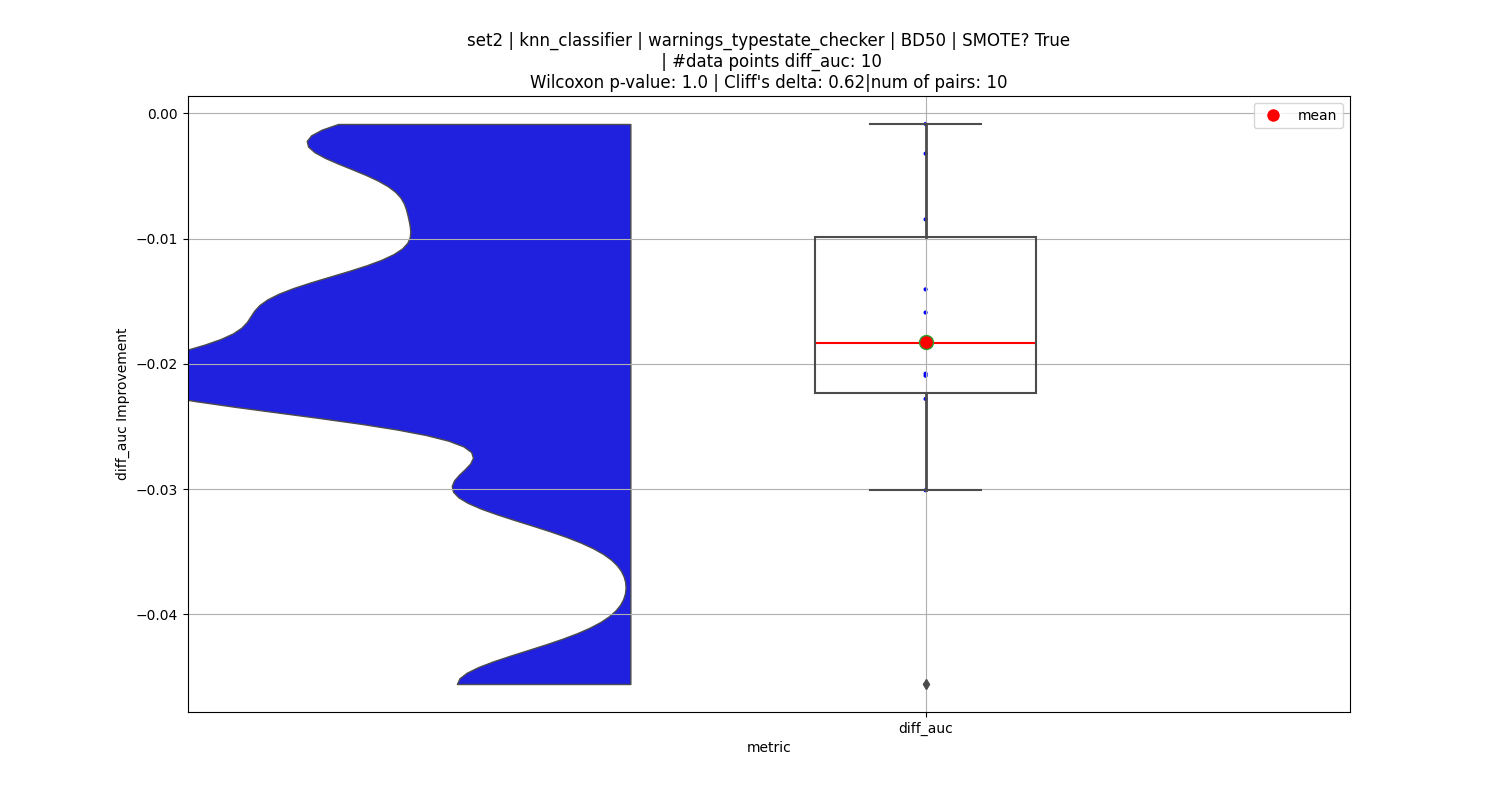 set2 | knn_classifier | warnings_typestate_checker | BD50 | SMOTE? True
| #data points diff_auc: 10
Wilcoxon p-value: 1.0 | Cliff's delta: 0.62|num of pairs: 10
mean
0.00
−0.01
−0.02
−0.03
−0.04
diff_auc Improvement
diff_auc
metric